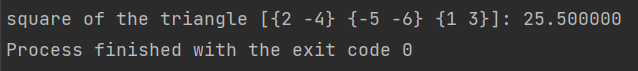 square of the triangle [{2 -4} {-5 -6} {1 3}]: 25.500000
Process finished with the exit code 0